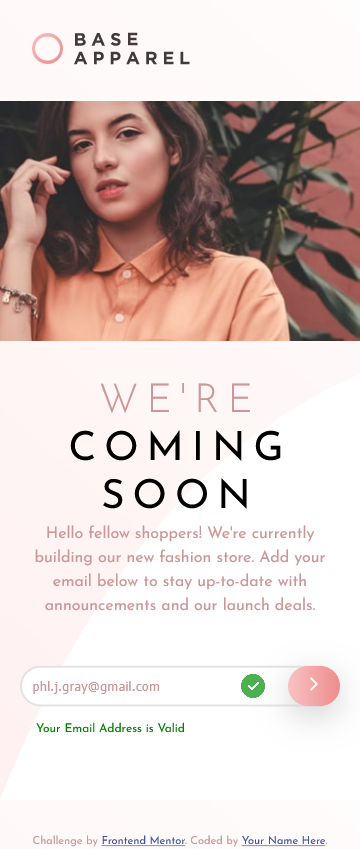 BASE
APPAREL
WE'RE
COMING
SOON
Hello fellow shoppers! We're currently
building our new fashion store. Add your
email below to stay up-to-date with
announcements and our launch deals.
phl.j.gray@gmail.com
Your Email Address is Valid
Challenge by Frontend Mentor. Coded by Your Name Here.